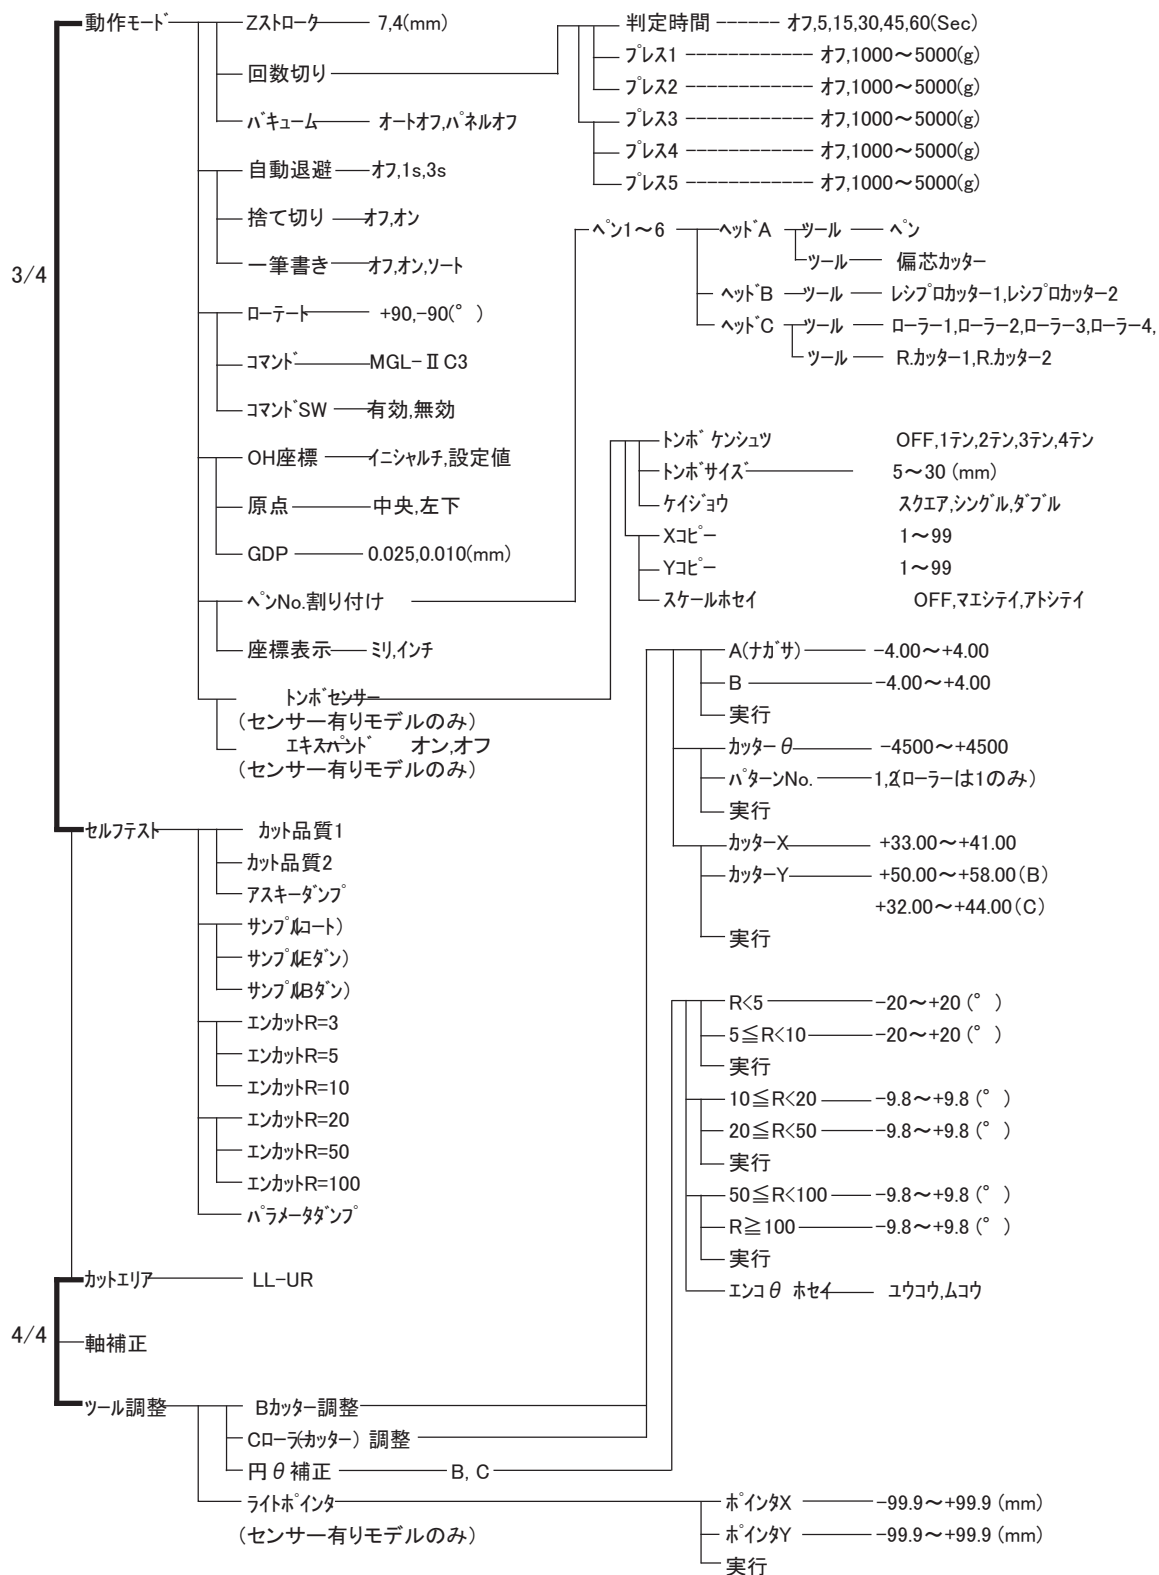 3/4
動作モード
Zストローク 7,4(mm)
回数切り
判定時間 オフ,5,15,30,45,60(Sec)
プレス1 オフ,1000～5000(g)
プレス2 オフ,1000～5000(g)
プレス3 オフ,1000～5000(g)
プレス4 オフ,1000～5000(g)
プレス5 オフ,1000～5000(g)
バキューム オートオフ,パネルオフ
自動退避 オフ,1s,3s
捨て切り オフ,オン
一筆書き オフ,オン,ソート
ローテート +90,-90(°)
コマンド MGL-ⅡC3
コマンドSW 有効,無効
OH座標 イニシャルチ,設定値
原点 中央,左下
GDP 0.025,0.010(mm)
ペンNo.割り付け
ペン1～6
ヘッドA ツール ペン
ツール 偏芯カッター
ヘッドB ツール レシプロカッター1,レシプロカッター2
ヘッドC ツール ローラー1,ローラー2,ローラー3,ローラー4,
ツール R.カッター1,R.カッター2
座標表示 ミリ,インチ
トンボセンサー
(センサー有りモデルのみ)
トンボ ケンシュツ OFF,1テン,2テン,3テン,4テン
トンボサイズ 5～30 (mm)
ケイジョウ スクエア,シングル,ダブル
Xコピー 1～99
Yコピー 1～99
スケールホセイ OFF,マエシテイ,アトシテイ
エキスパンド オン,オフ
(センサー有りモデルのみ)
セルフテスト
カット品質1
カット品質2
アスキーダンプ
サンプル(コート)
サンプル(Eダン)
サンプル(Bダン)
エンカットR=3
エンカットR=5
エンカットR=10
エンカットR=20
エンカットR=50
エンカットR=100
パラメータダンプ
4/4
カットエリア LL-UR
軸補正
ツール調整
Bカッター調整
Cローラ(カッター) 調整
A(ナガサ) -4.00～+4.00
B -4.00～+4.00
実行
カッターθ -4500～+4500
パターンNo. 1,2(ローラーは1のみ)
実行
カッターX +33.00～+41.00
カッターY +50.00～+58.00(B)
+32.00～+44.00(C)
実行
円θ補正 B, C
R<5 -20～+20 (°)
5≦R<10 -20～+20 (°)
実行
10≦R<20 -9.8～+9.8 (°)
20≦R<50 -9.8～+9.8 (°)
実行
50≦R<100 -9.8～+9.8 (°)
R≧100 -9.8～+9.8 (°)
実行
エンコθ ホセイ ユウコウ,ムコウ
ライトポインタ
(センサー有りモデルのみ)
ポインタX -99.9～+99.9 (mm)
ポインタY -99.9～+99.9 (mm)
実行